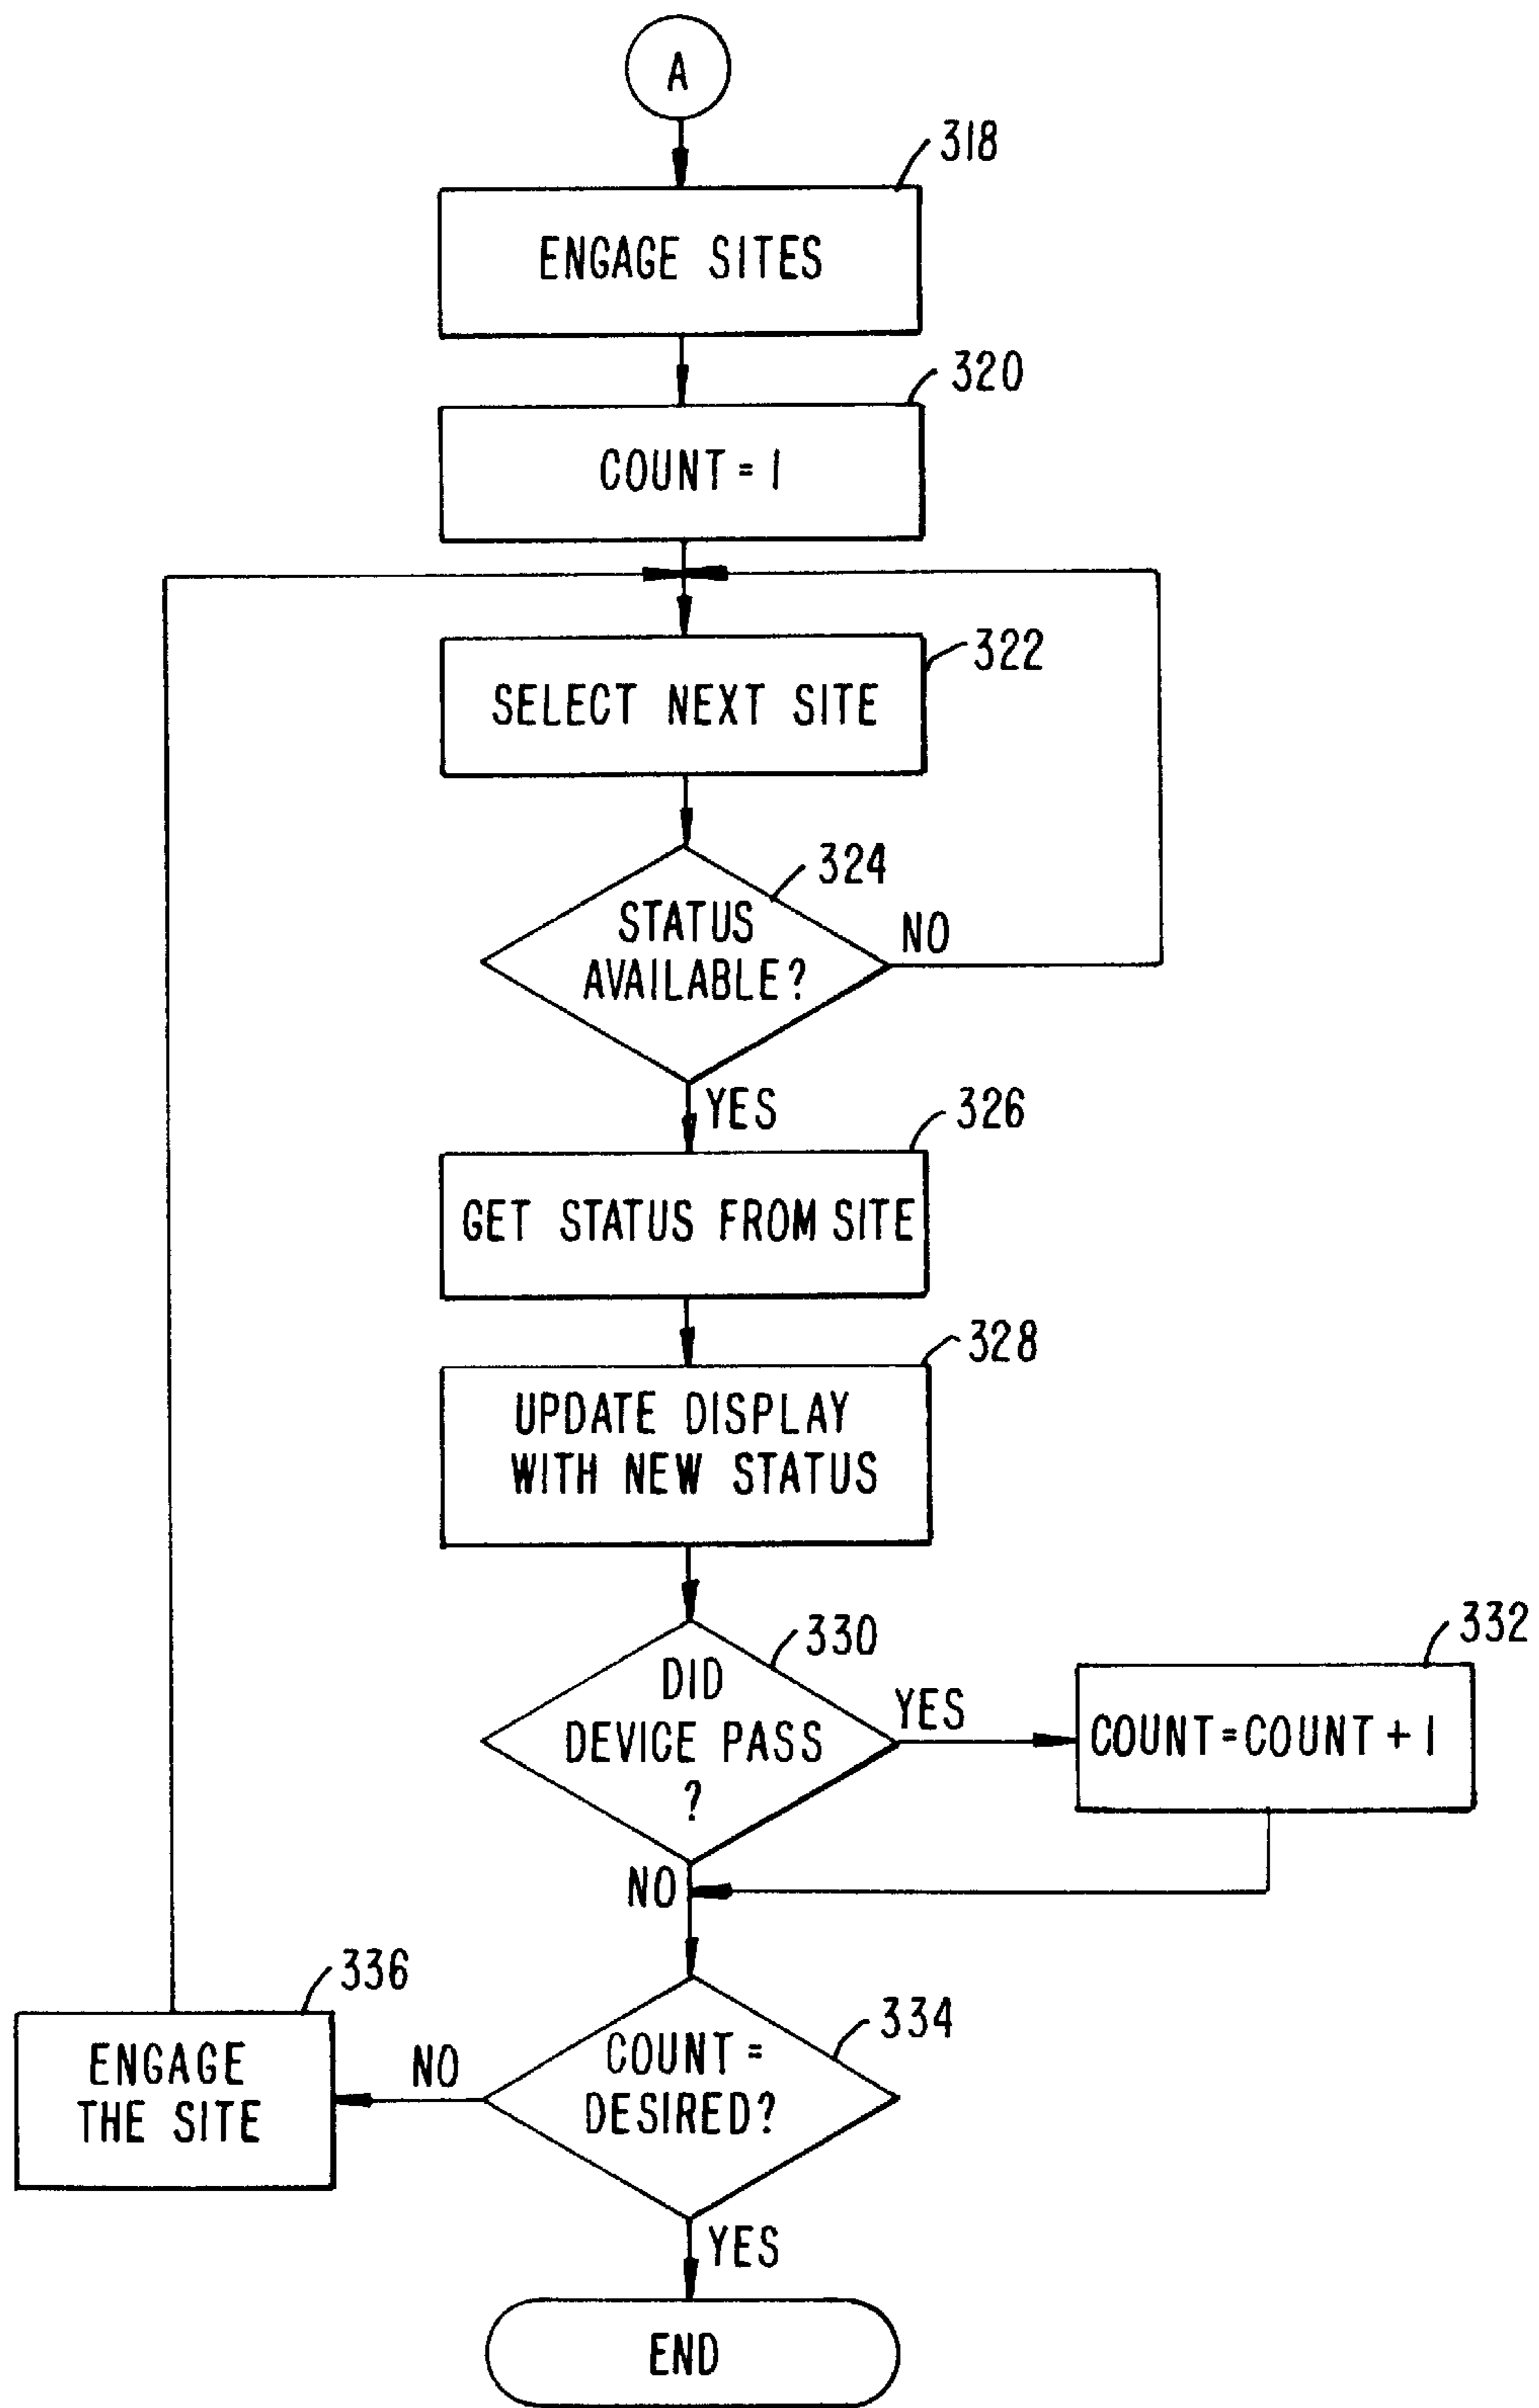 A
318
ENGAGE SITES
320
COUNT = 1
322
SELECT NEXT SITE
324
STATUS
AVAILABLE?
NO
YES
326
GET STATUS FROM SITE
328
UPDATE DISPLAY
WITH NEW STATUS
330
DID
DEVICE PASS
?
YES
332
COUNT = COUNT + 1
NO
334
COUNT =
DESIRED?
NO
336
ENGAGE
THE SITE
YES
END